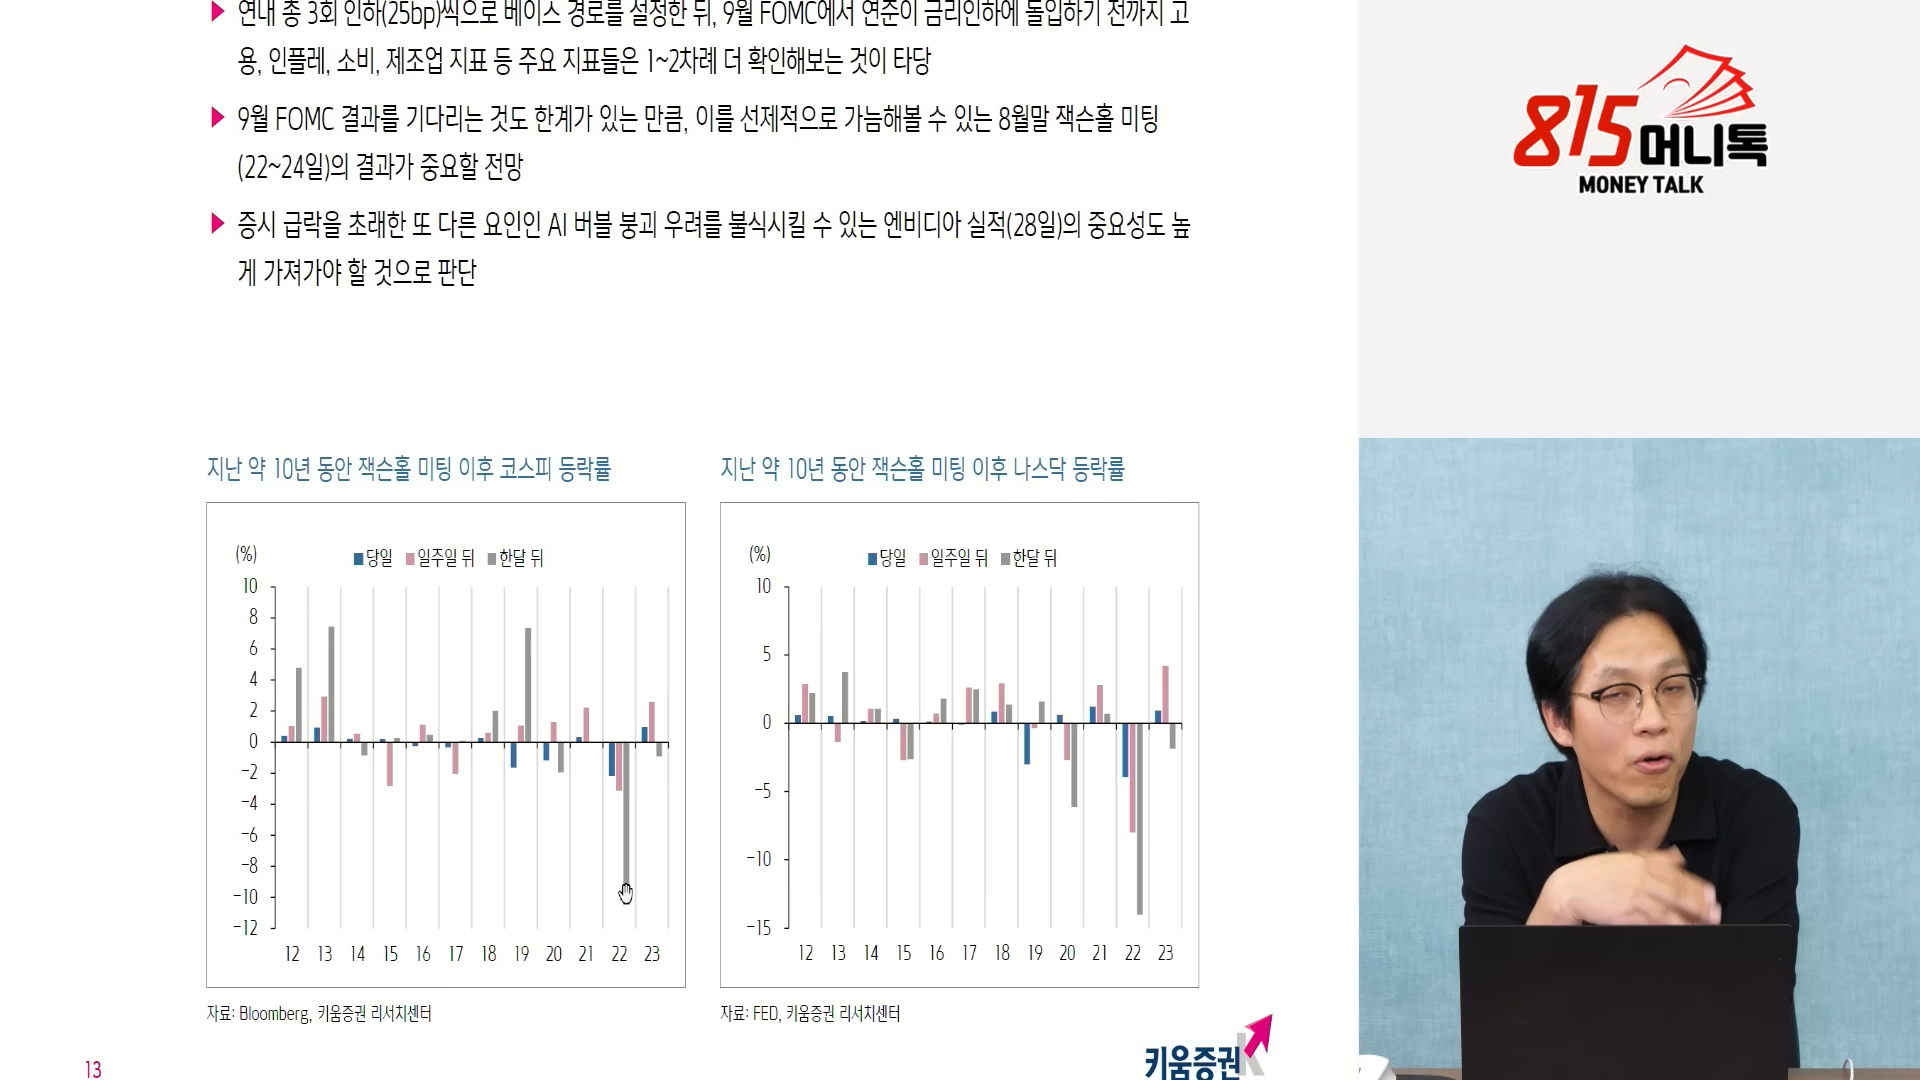 연내 총 3회 인하(25bp)씩으로 베이스 경로를 설정한 뒤, 9월 FOMC에서 연준이 금리인하에 돌입하기 전까지 고
용, 인플레, 소비, 제조업 지표 등 주요 지표들은 1~2차례 더 확인해보는 것이 타당
9월 FOMC 결과를 기다리는 것도 한계가 있는 만큼, 이를 선제적으로 가늠해볼 수 있는 8월말 잭슨홀 미팅
(22~24일)의 결과가 중요할 전망
증시 급락을 초래한 또 다른 요인인 AI 버블 붕괴 우려를 불식시킬 수 있는 엔비디아 실적(28일)의 중요성도 높
게 가져가야 할 것으로 판단
815머니톡
MONEY TALK
지난 약 10년 동안 잭슨홀 미팅 이후 코스피 등락률
(%)
당일 일주일 뒤 한달 뒤
10
8
6
4
2
0
-2
-4
-6
-8
-10
-12
12 13 14 15 16 17 18 19 20 21 22 23
자료: Bloomberg, 키움증권 리서치센터
지난 약 10년 동안 잭슨홀 미팅 이후 나스닥 등락률
(%)
당일 일주일 뒤 한달 뒤
10
5
0
-5
-10
-15
12 13 14 15 16 17 18 19 20 21 22 23
자료: FED, 키움증권 리서치센터
13
키움증권